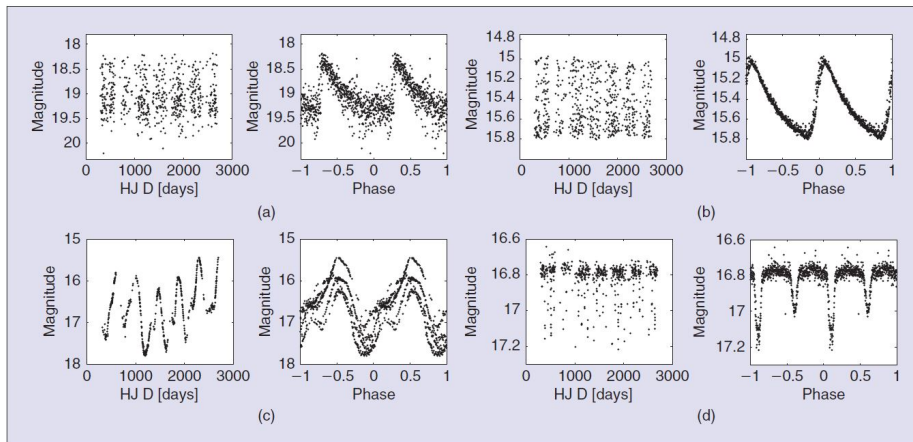 18
18.5
19
19.5
20
Magnitude
0 1000 2000 3000
HJ D [days]
18
18.5
19
19.5
20
Magnitude
−1 −0.5 0 0.5 1
Phase
(a)
14.8
15
15.2
15.4
15.6
15.8
Magnitude
0 1000 2000 3000
HJ D [days]
14.8
15
15.2
15.4
15.6
15.8
Magnitude
−1 −0.5 0 0.5 1
Phase
(b)
15
16
17
18
Magnitude
0 1000 2000 3000
HJ D [days]
15
16
17
18
Magnitude
−1 −0.5 0 0.5 1
Phase
(c)
16.6
16.8
17
17.2
Magnitude
0 1000 2000 3000
HJ D [days]
16.6
16.8
17
17.2
Magnitude
−1 −0.5 0 0.5 1
Phase
(d)